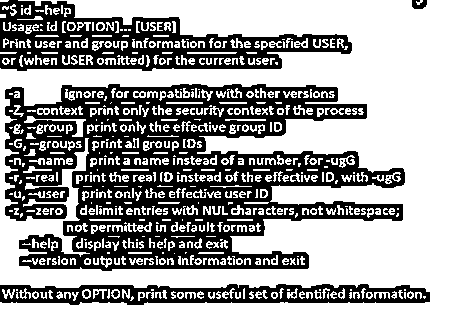 ~$ id --help
Usage: id [OPTION]... [USER]
Print user and group information for the specified USER,
or (when USER omitted) for the current user.
-a ignore, for compatibility with other versions
-Z, --context print only the security context of the process
-g, --group print only the effective group ID
-G, --groups print all group IDs
-n, --name print a name instead of a number, for -ugG
-r, --real print the real ID instead of the effective ID, with -ugG
-u, --user print only the effective user ID
-z, --zero delimit entries with NUL characters, not whitespace;
not permitted in default format
--help display this help and exit
--version output version information and exit
Without any OPTION, print some useful set of identified information.